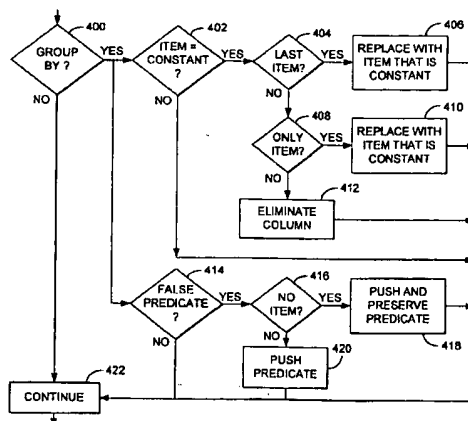 400
GROUP
BY ?
YES
NO
402
ITEM =
CONSTANT
?
YES
NO
404
LAST
ITEM?
YES
NO
406
REPLACE WITH
ITEM THAT IS
CONSTANT
408
ONLY
ITEM?
YES
NO
410
REPLACE WITH
ITEM THAT IS
CONSTANT
412
ELIMINATE
COLUMN
414
FALSE
PREDICATE
?
YES
NO
416
NO
ITEM?
YES
NO
PUSH AND
PRESERVE
PREDICATE
418
420
PUSH
PREDICATE
422
CONTINUE